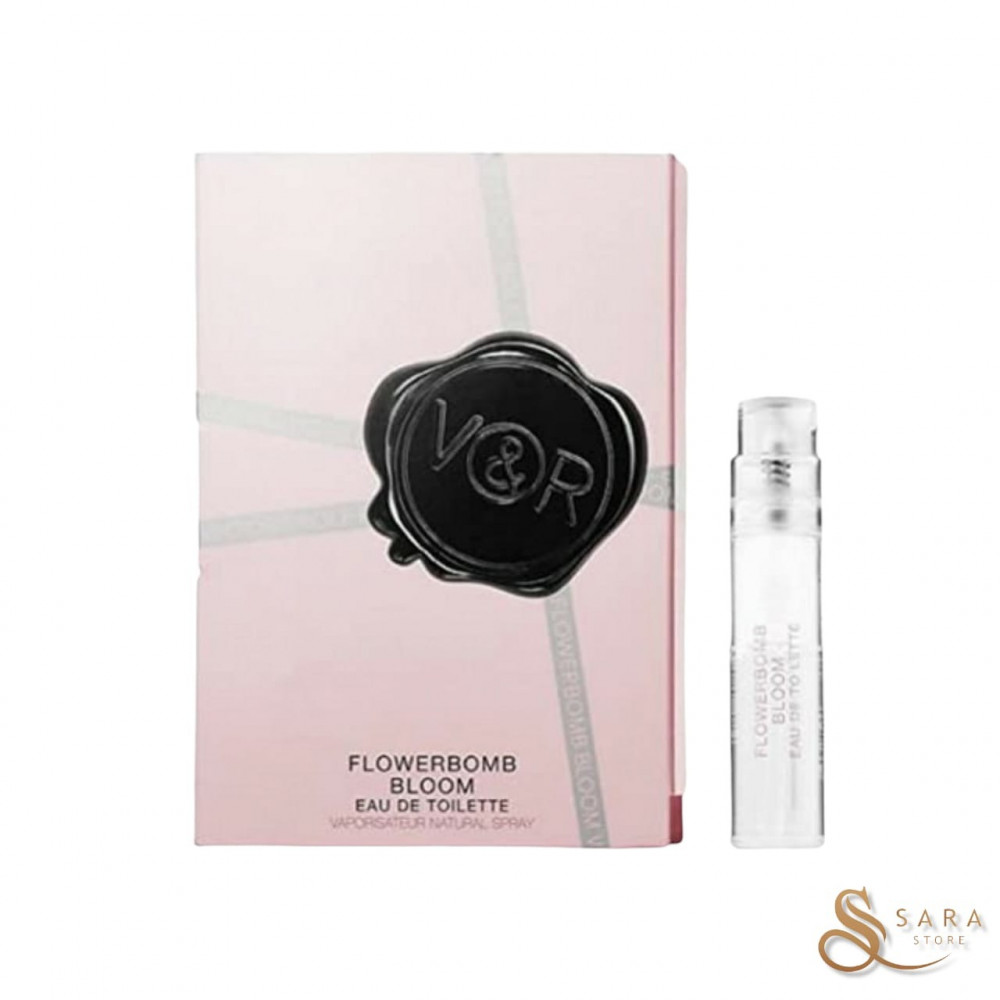 V&R
FLOWERBOMB BLOOM V
FLOWERBOMB
BLOOM
EAU DE TOILETTE
VAPORISATEUR NATURAL SPRAY
FLOWERBOMB
BLOOM
EAU DE TOILETTE
SARA
STORE